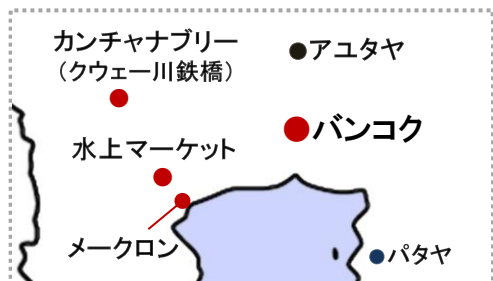 カンチャナブリー
（クウェー川鉄橋）
アユタヤ
バンコク
水上マーケット
メークロン
パタヤ